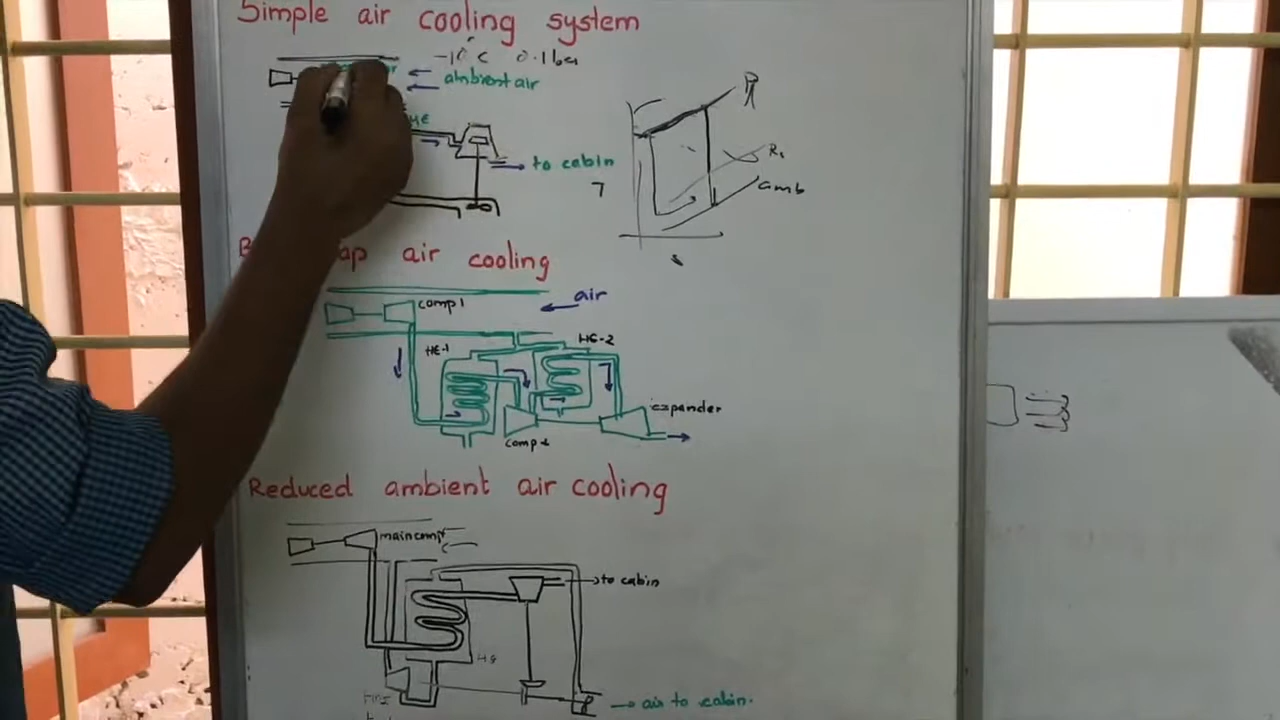 Simple air cooling system
-10°C 0.1 bar
ambient air
HE
to cabin
7
R₁
amb
s
air cooling
comp 1
air
HE-1
HE-2
expander
comp 2
Reduced ambient air cooling
main comp
to cabin
HE
air to cabin.